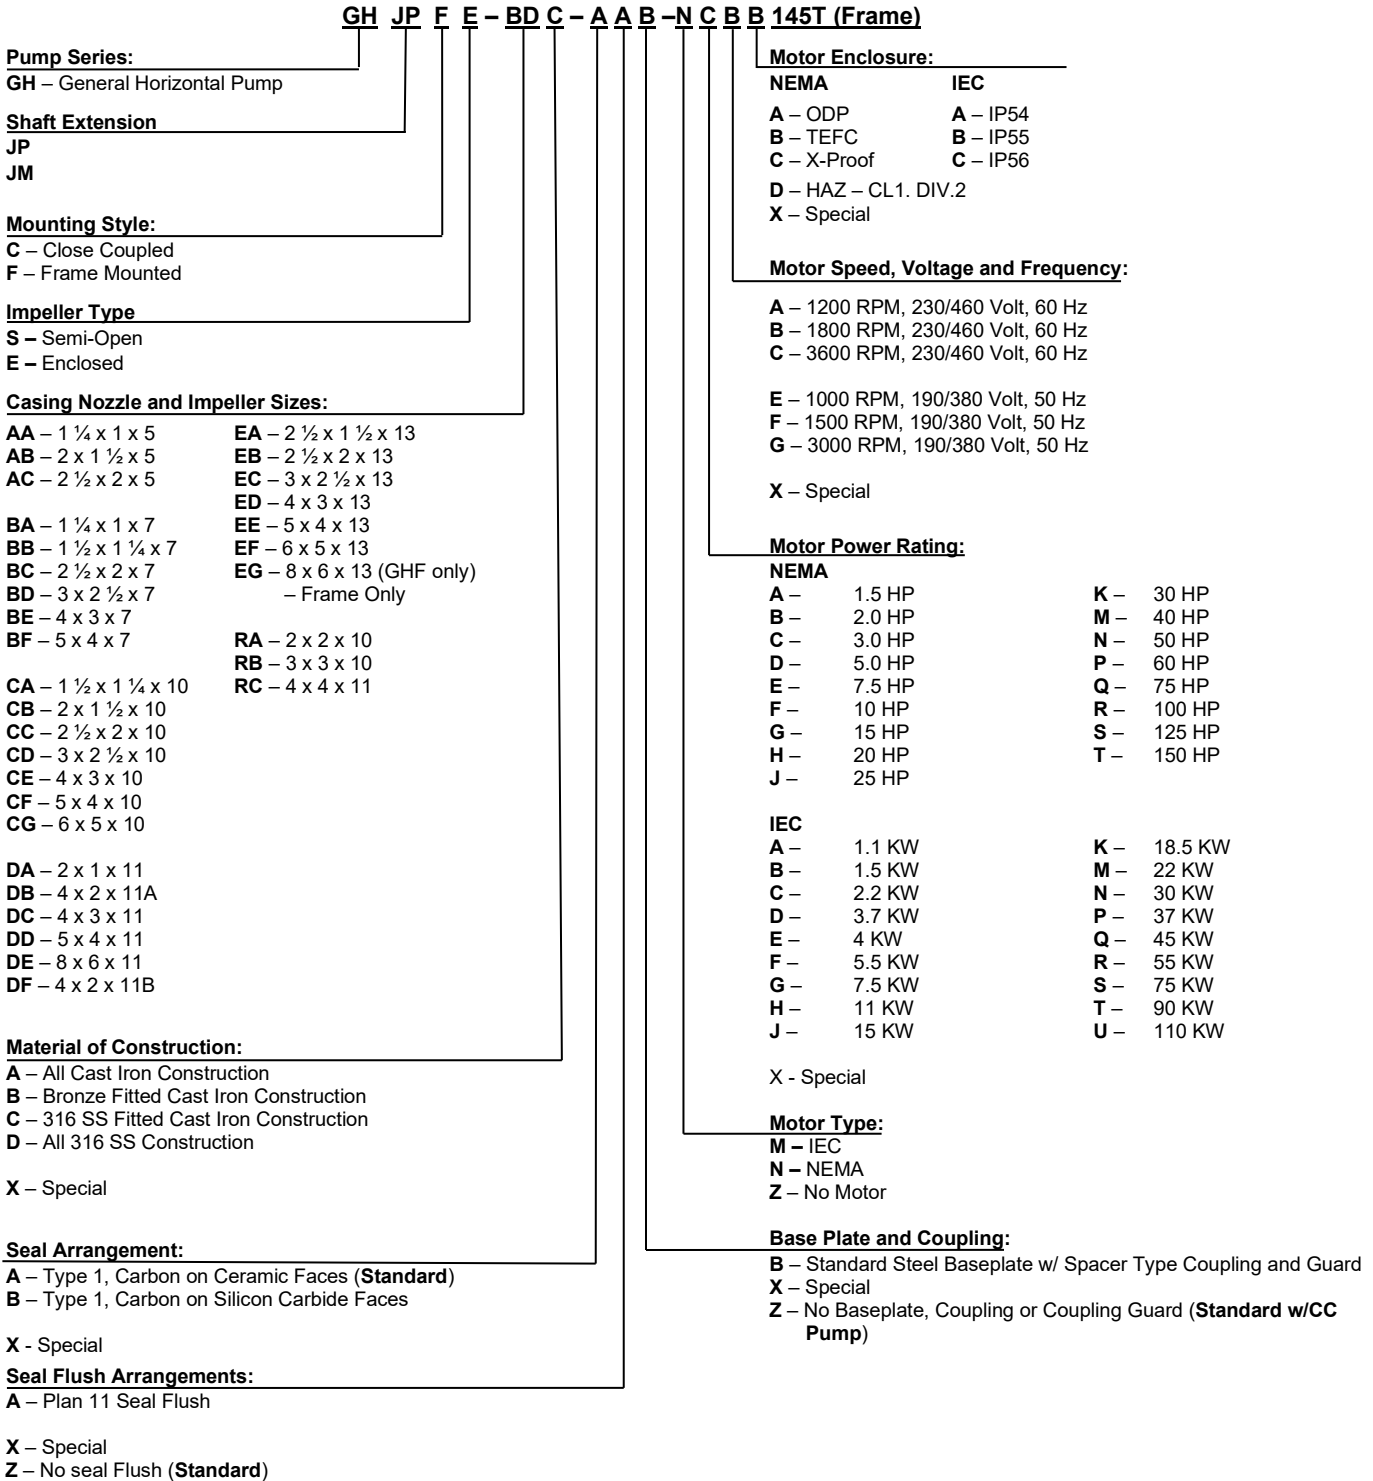 GH JP F E – BD C – A A B –N C B B 145T (Frame)
Pump Series:
GH – General Horizontal Pump
Shaft Extension
JP
JM
Mounting Style:
C – Close Coupled
F – Frame Mounted
Impeller Type
S – Semi-Open
E – Enclosed
Casing Nozzle and Impeller Sizes:
AA – 1 ¼ x 1 x 5
AB – 2 x 1 ½ x 5
AC – 2 ½ x 2 x 5
BA – 1 ¼ x 1 x 7
BB – 1 ½ x 1 ¼ x 7
BC – 2 ½ x 2 x 7
BD – 3 x 2 ½ x 7
BE – 4 x 3 x 7
BF – 5 x 4 x 7
CA – 1 ½ x 1 ¼ x 10
CB – 2 x 1 ½ x 10
CC – 2 ½ x 2 x 10
CD – 3 x 2 ½ x 10
CE – 4 x 3 x 10
CF – 5 x 4 x 10
CG – 6 x 5 x 10
DA – 2 x 1 x 11
DB – 4 x 2 x 11A
DC – 4 x 3 x 11
DD – 5 x 4 x 11
DE – 8 x 6 x 11
DF – 4 x 2 x 11B
EA – 2 ½ x 1 ½ x 13
EB – 2 ½ x 2 x 13
EC – 3 x 2 ½ x 13
ED – 4 x 3 x 13
EE – 5 x 4 x 13
EF – 6 x 5 x 13
EG – 8 x 6 x 13 (GHF only)
– Frame Only
RA – 2 x 2 x 10
RB – 3 x 3 x 10
RC – 4 x 4 x 11
Material of Construction:
A – All Cast Iron Construction
B – Bronze Fitted Cast Iron Construction
C – 316 SS Fitted Cast Iron Construction
D – All 316 SS Construction
X – Special
Seal Arrangement:
A – Type 1, Carbon on Ceramic Faces (Standard)
B – Type 1, Carbon on Silicon Carbide Faces
X - Special
Seal Flush Arrangements:
A – Plan 11 Seal Flush
X – Special
Z – No seal Flush (Standard)
Motor Enclosure:
NEMA IEC
A – ODP A – IP54
B – TEFC B – IP55
C – X-Proof C – IP56
D – HAZ – CL1. DIV.2
X – Special
Motor Speed, Voltage and Frequency:
A – 1200 RPM, 230/460 Volt, 60 Hz
B – 1800 RPM, 230/460 Volt, 60 Hz
C – 3600 RPM, 230/460 Volt, 60 Hz
E – 1000 RPM, 190/380 Volt, 50 Hz
F – 1500 RPM, 190/380 Volt, 50 Hz
G – 3000 RPM, 190/380 Volt, 50 Hz
X – Special
Motor Power Rating:
NEMA
A – 1.5 HP K – 30 HP
B – 2.0 HP M – 40 HP
C – 3.0 HP N – 50 HP
D – 5.0 HP P – 60 HP
E – 7.5 HP Q – 75 HP
F – 10 HP R – 100 HP
G – 15 HP S – 125 HP
H – 20 HP T – 150 HP
J – 25 HP
IEC
A – 1.1 KW K – 18.5 KW
B – 1.5 KW M – 22 KW
C – 2.2 KW N – 30 KW
D – 3.7 KW P – 37 KW
E – 4 KW Q – 45 KW
F – 5.5 KW R – 55 KW
G – 7.5 KW S – 75 KW
H – 11 KW T – 90 KW
J – 15 KW U – 110 KW
X - Special
Motor Type:
M – IEC
N – NEMA
Z – No Motor
Base Plate and Coupling:
B – Standard Steel Baseplate w/ Spacer Type Coupling and Guard
X – Special
Z – No Baseplate, Coupling or Coupling Guard (Standard w/CC
Pump)